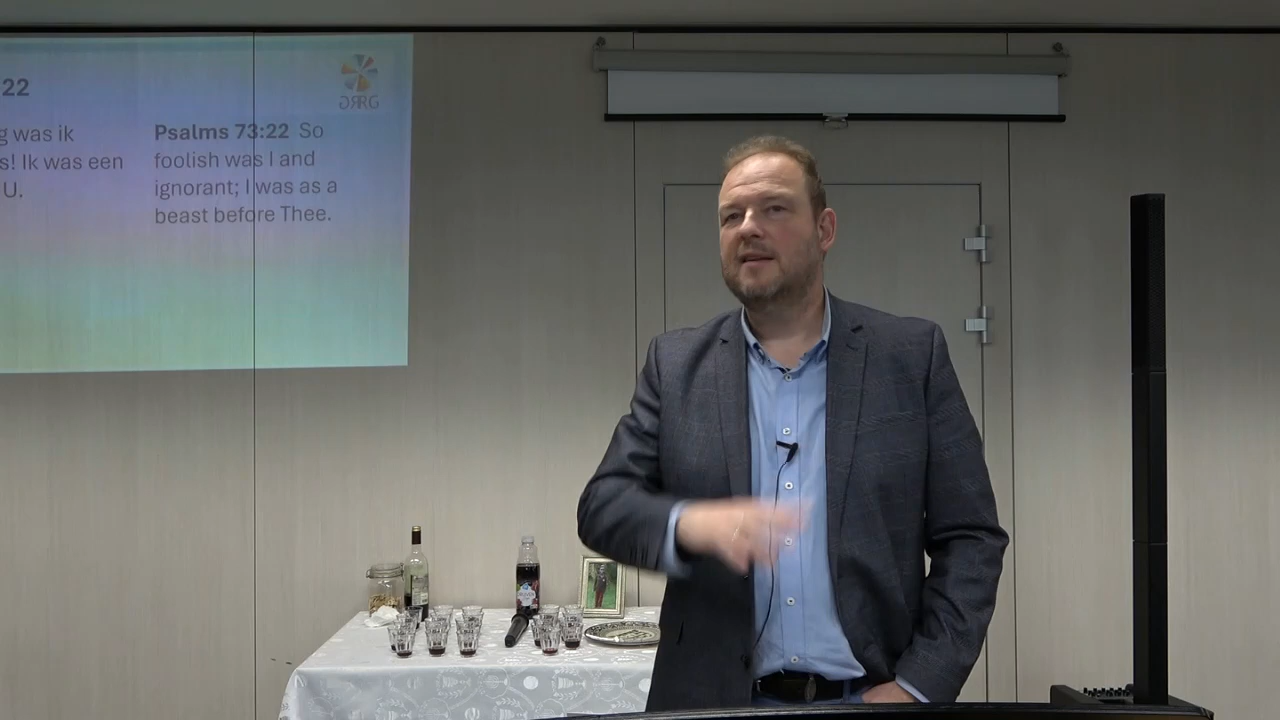 22
g was ik
s! Ik was een
U.
GRRG
Psalms 73:22 So
foolish was I and
ignorant; I was as a
beast before Thee.